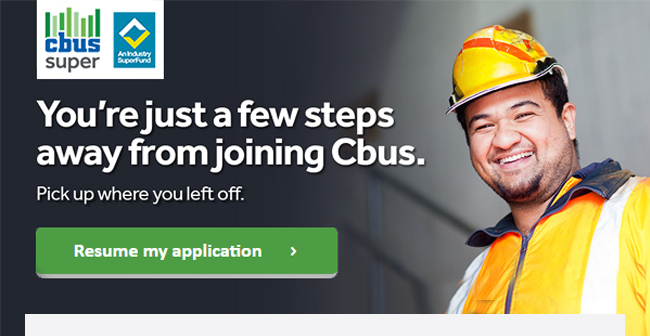 cbus
super
An Industry
SuperFund
You're just a few steps
away from joining Cbus.
Pick up where you left off.
Resume my application >